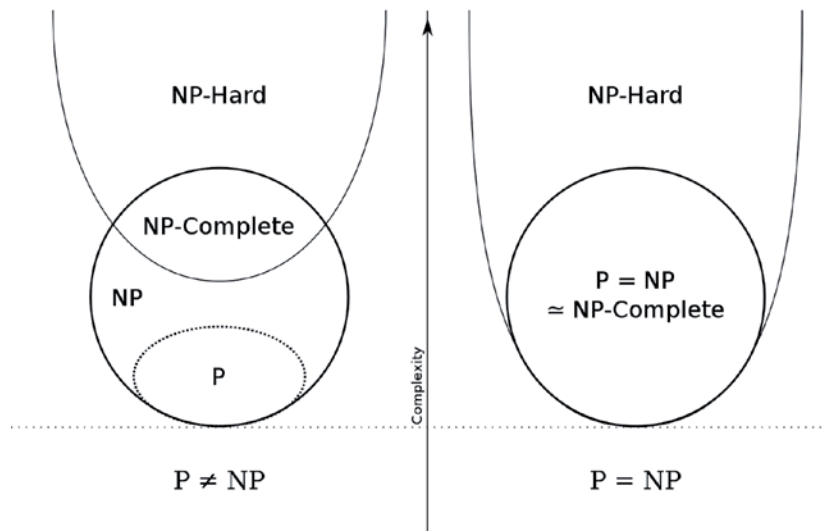 NP-Hard
NP-Complete
NP
P
P ≠ NP
Complexity
NP-Hard
P = NP
≃ NP-Complete
P = NP